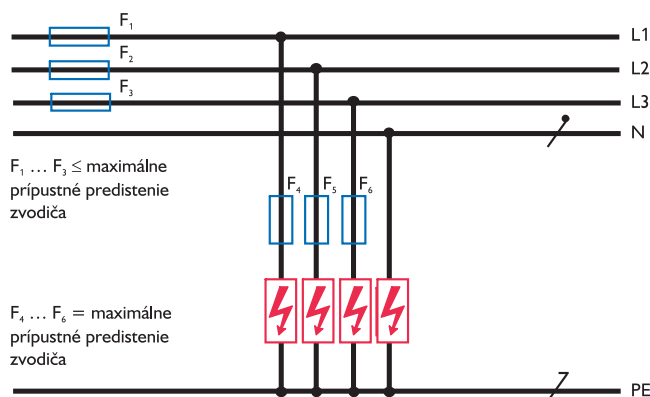 F₁
L1
F₂
L2
F₃
L3
N
F₁ … F₃ ≤ maximálne
prípustné predistenie
zvodiča
F₄
F₅
F₆
F₄ … F₆ = maximálne
prípustné predistenie
zvodiča
PE